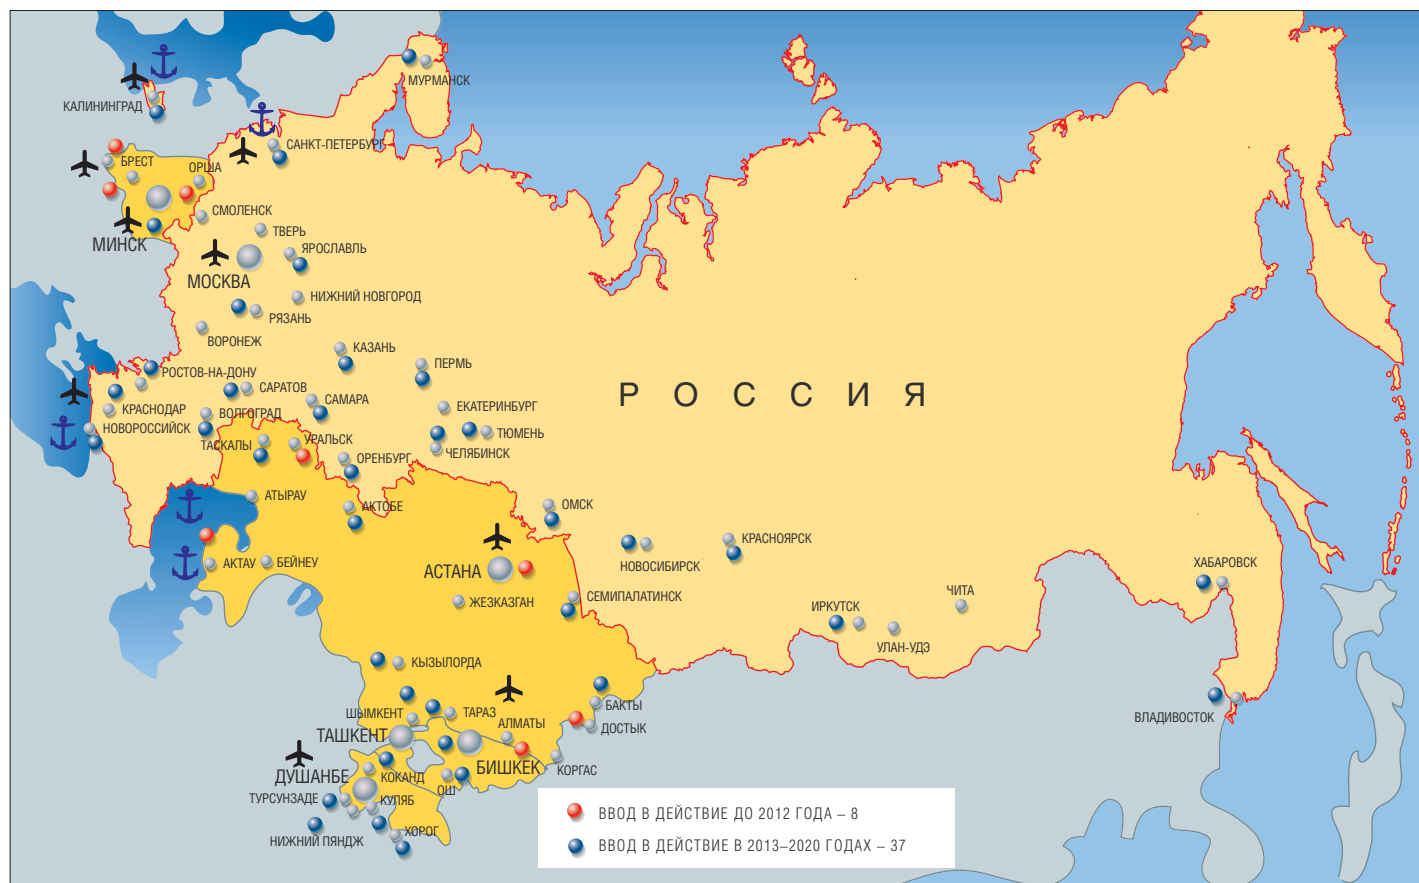 МУРМАНСК
КАЛИНИНГРАД
САНКТ-ПЕТЕРБУРГ
БРЕСТ
ОРША
СМОЛЕНСК
ТВЕРЬ
МИНСК
ЯРОСЛАВЛЬ
МОСКВА
НИЖНИЙ НОВГОРОД
РЯЗАНЬ
ВОРОНЕЖ
КАЗАНЬ
ПЕРМЬ
РОСТОВ-НА-ДОНУ
САРАТОВ
РОССИЯ
САМАРА
ЕКАТЕРИНБУРГ
КРАСНОДАР
ВОЛГОГРАД
НОВОРОССИЙСК
ТЮМЕНЬ
ТАСКАЛЫ
УРАЛЬСК
ЧЕЛЯБИНСК
ОРЕНБУРГ
АТЫРАУ
АКТОБЕ
ОМСК
КРАСНОЯРСК
АКТАУ
БЕЙНЕУ
АСТАНА
НОВОСИБИРСК
ХАБАРОВСК
ЧИТА
СЕМИПАЛАТИНСК
ЖЕЗКАЗГАН
ИРКУТСК
УЛАН-УДЭ
КЫЗЫЛОРДА
БАКТЫ
ШЫМКЕНТ
ТАРАЗ
ВЛАДИВОСТОК
АЛМАТЫ
ДОСТЫК
ТАШКЕНТ
БИШКЕК
КОРГАС
ДУШАНБЕ
КОКАНД
ОШ
ТУРСУНЗАДЕ
КУЛЯБ
ХОРОГ
НИЖНИЙ ПЯНДЖ
ВВОД В ДЕЙСТВИЕ ДО 2012 ГОДА – 8
ВВОД В ДЕЙСТВИЕ В 2013–2020 ГОДАХ – 37